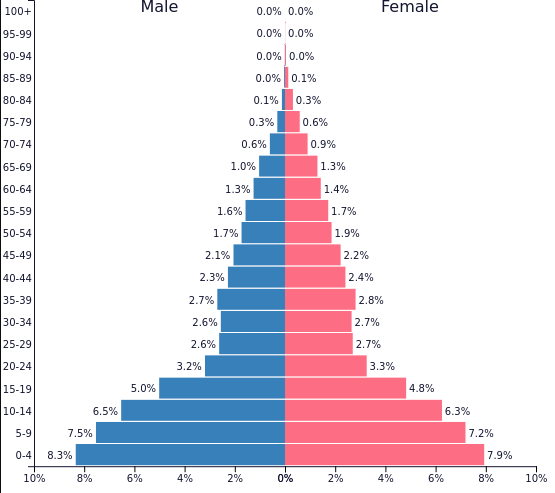 Male Female
100+ 0.0% 0.0%
95-99 0.0% 0.0%
90-94 0.0% 0.0%
85-89 0.0% 0.1%
80-84 0.1% 0.3%
75-79 0.3% 0.6%
70-74 0.6% 0.9%
65-69 1.0% 1.3%
60-64 1.3% 1.4%
55-59 1.6% 1.7%
50-54 1.7% 1.9%
45-49 2.1% 2.2%
40-44 2.3% 2.4%
35-39 2.7% 2.8%
30-34 2.6% 2.7%
25-29 2.6% 2.7%
20-24 3.2% 3.3%
15-19 5.0% 4.8%
10-14 6.5% 6.3%
5-9 7.5% 7.2%
0-4 8.3% 7.9%
10% 8% 6% 4% 2% 0% 2% 4% 6% 8% 10%